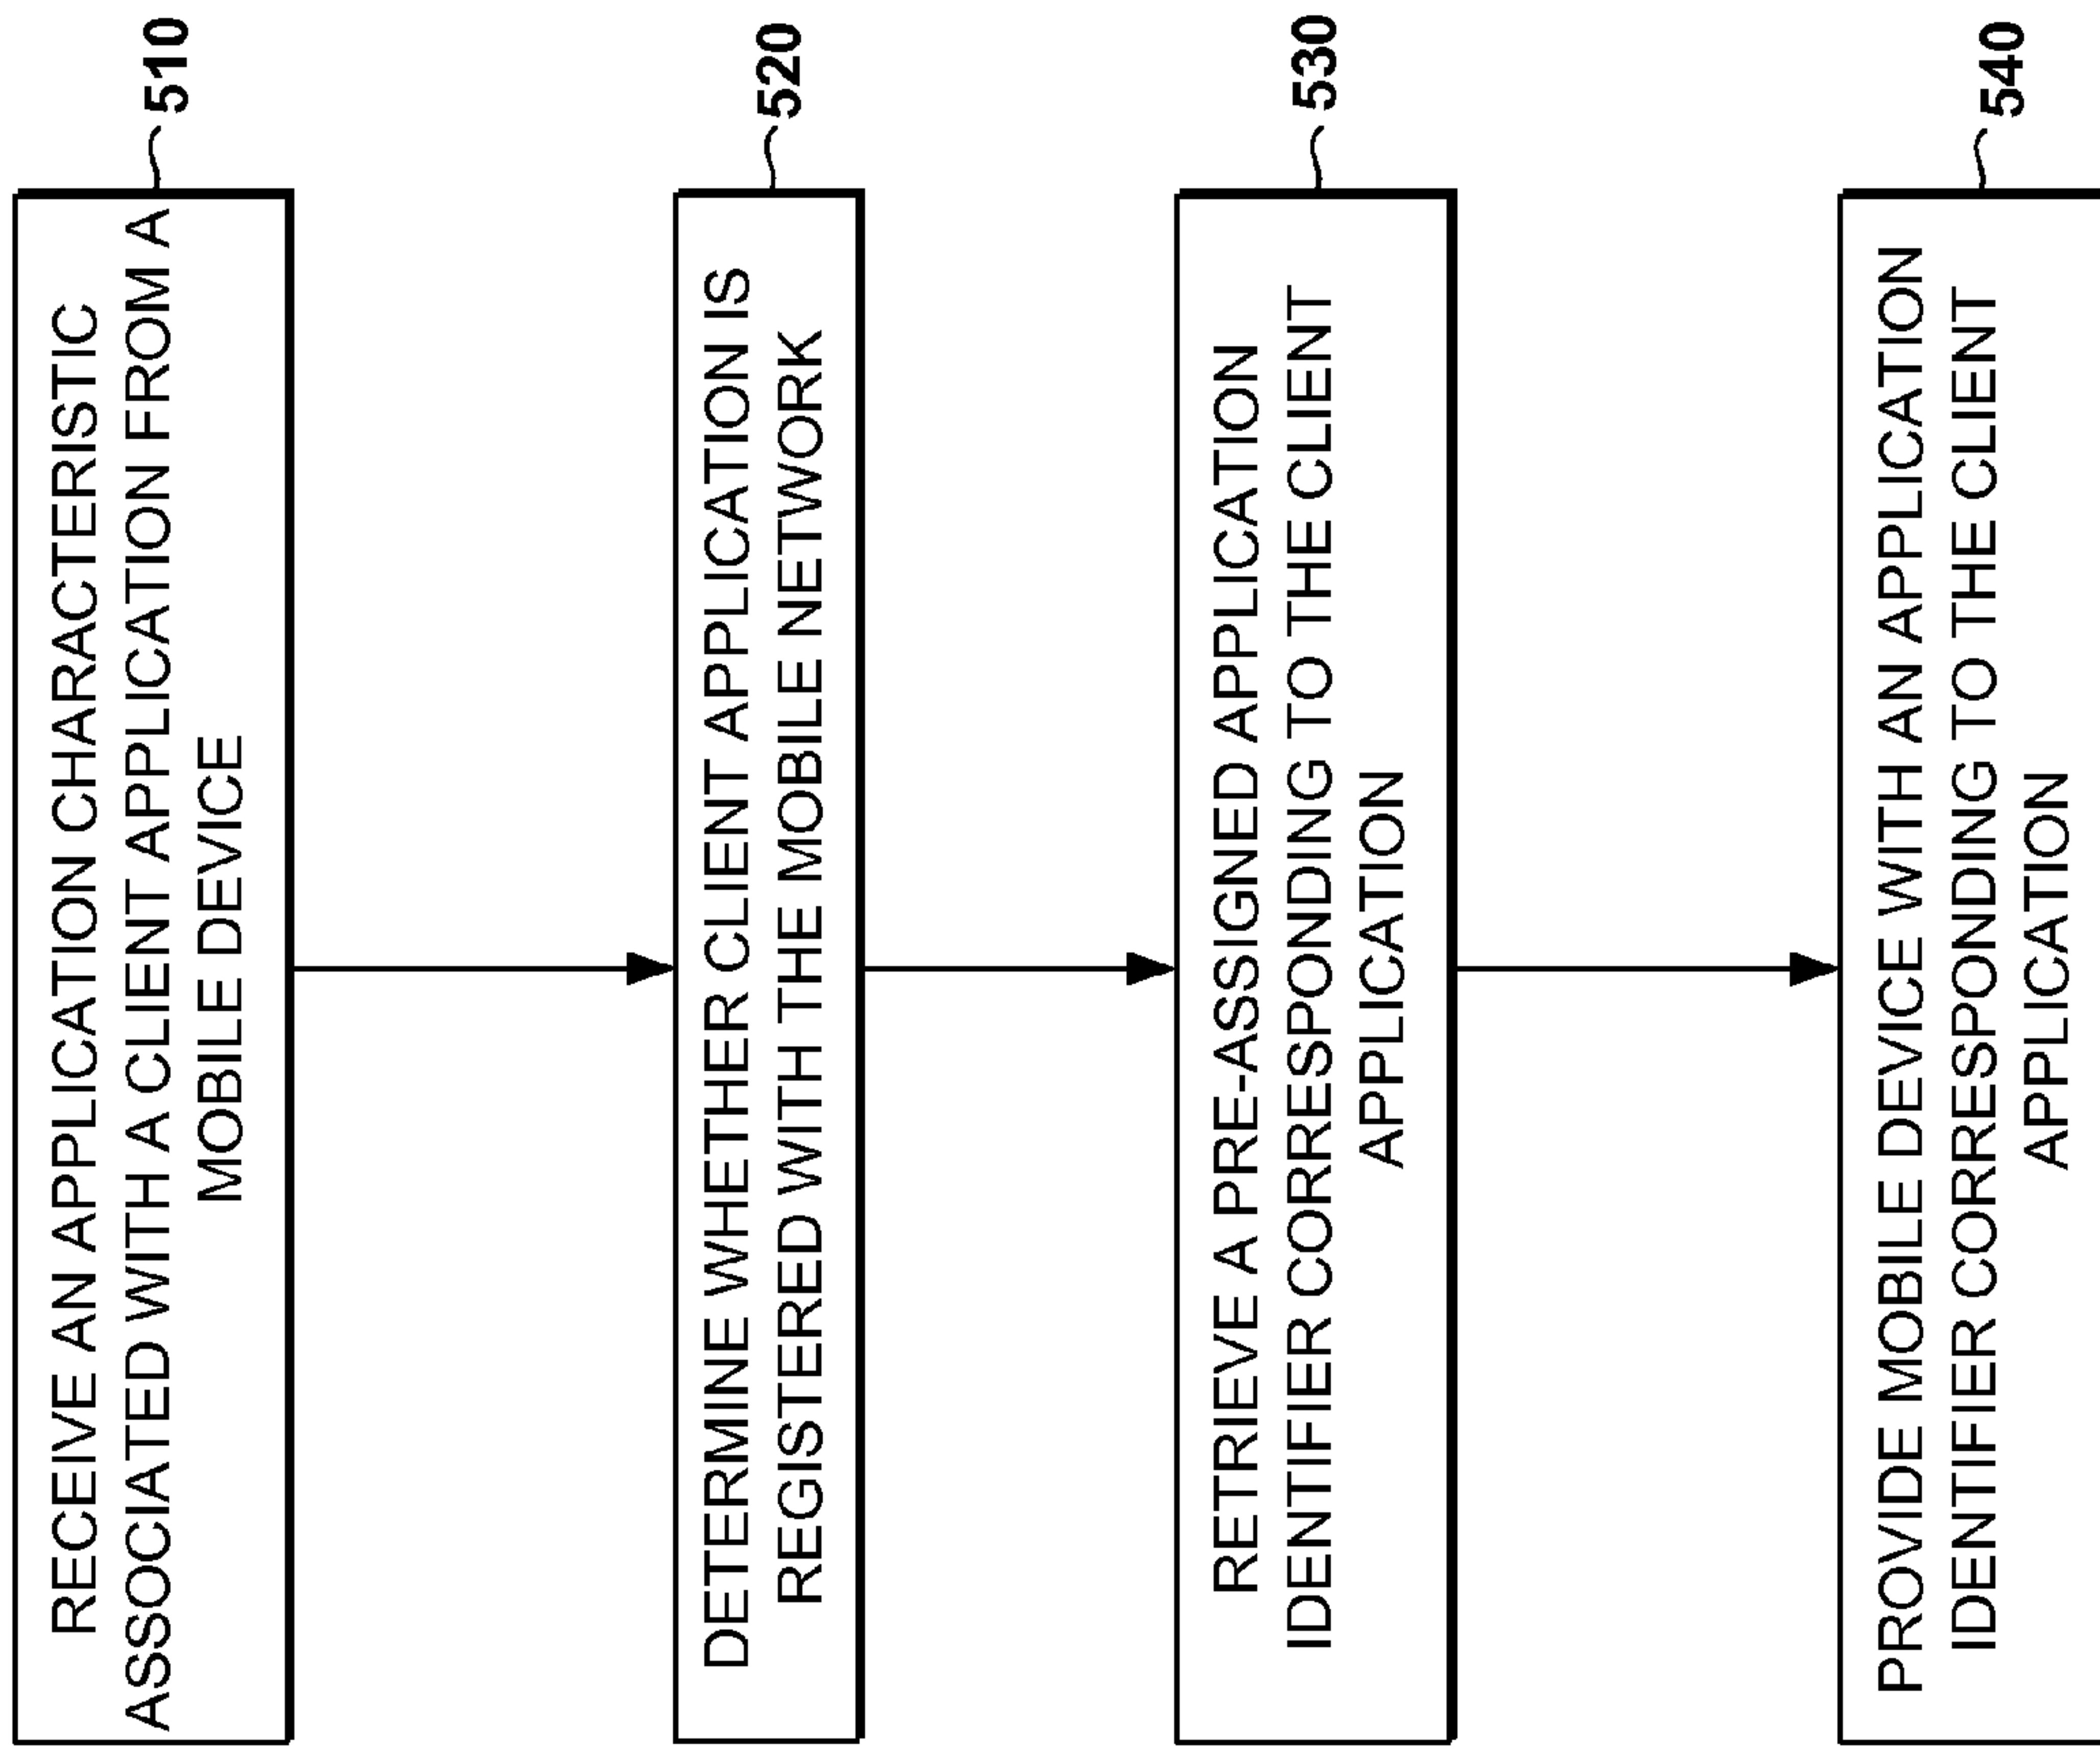 RECEIVE AN APPLICATION CHARACTERISTIC
ASSOCIATED WITH A CLIENT APPLICATION FROM A
MOBILE DEVICE
510
DETERMINE WHETHER CLIENT APPLICATION IS
REGISTERED WITH THE MOBILE NETWORK
520
RETRIEVE A PRE-ASSIGNED APPLICATION
IDENTIFIER CORRESPONDING TO THE CLIENT
APPLICATION
530
PROVIDE MOBILE DEVICE WITH AN APPLICATION
IDENTIFIER CORRESPONDING TO THE CLIENT
APPLICATION
540